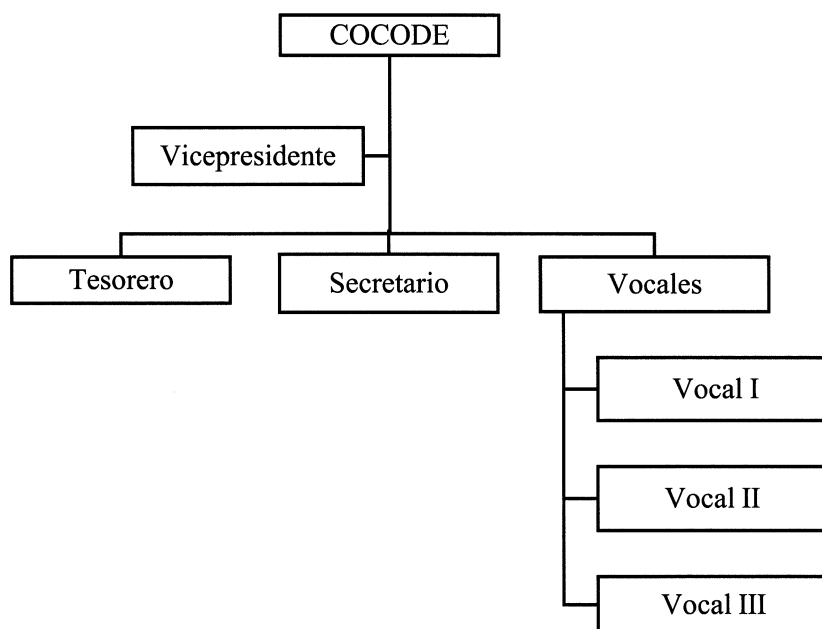 COCODE
Vicepresidente
Tesorero
Secretario
Vocales
Vocal I
Vocal II
Vocal III